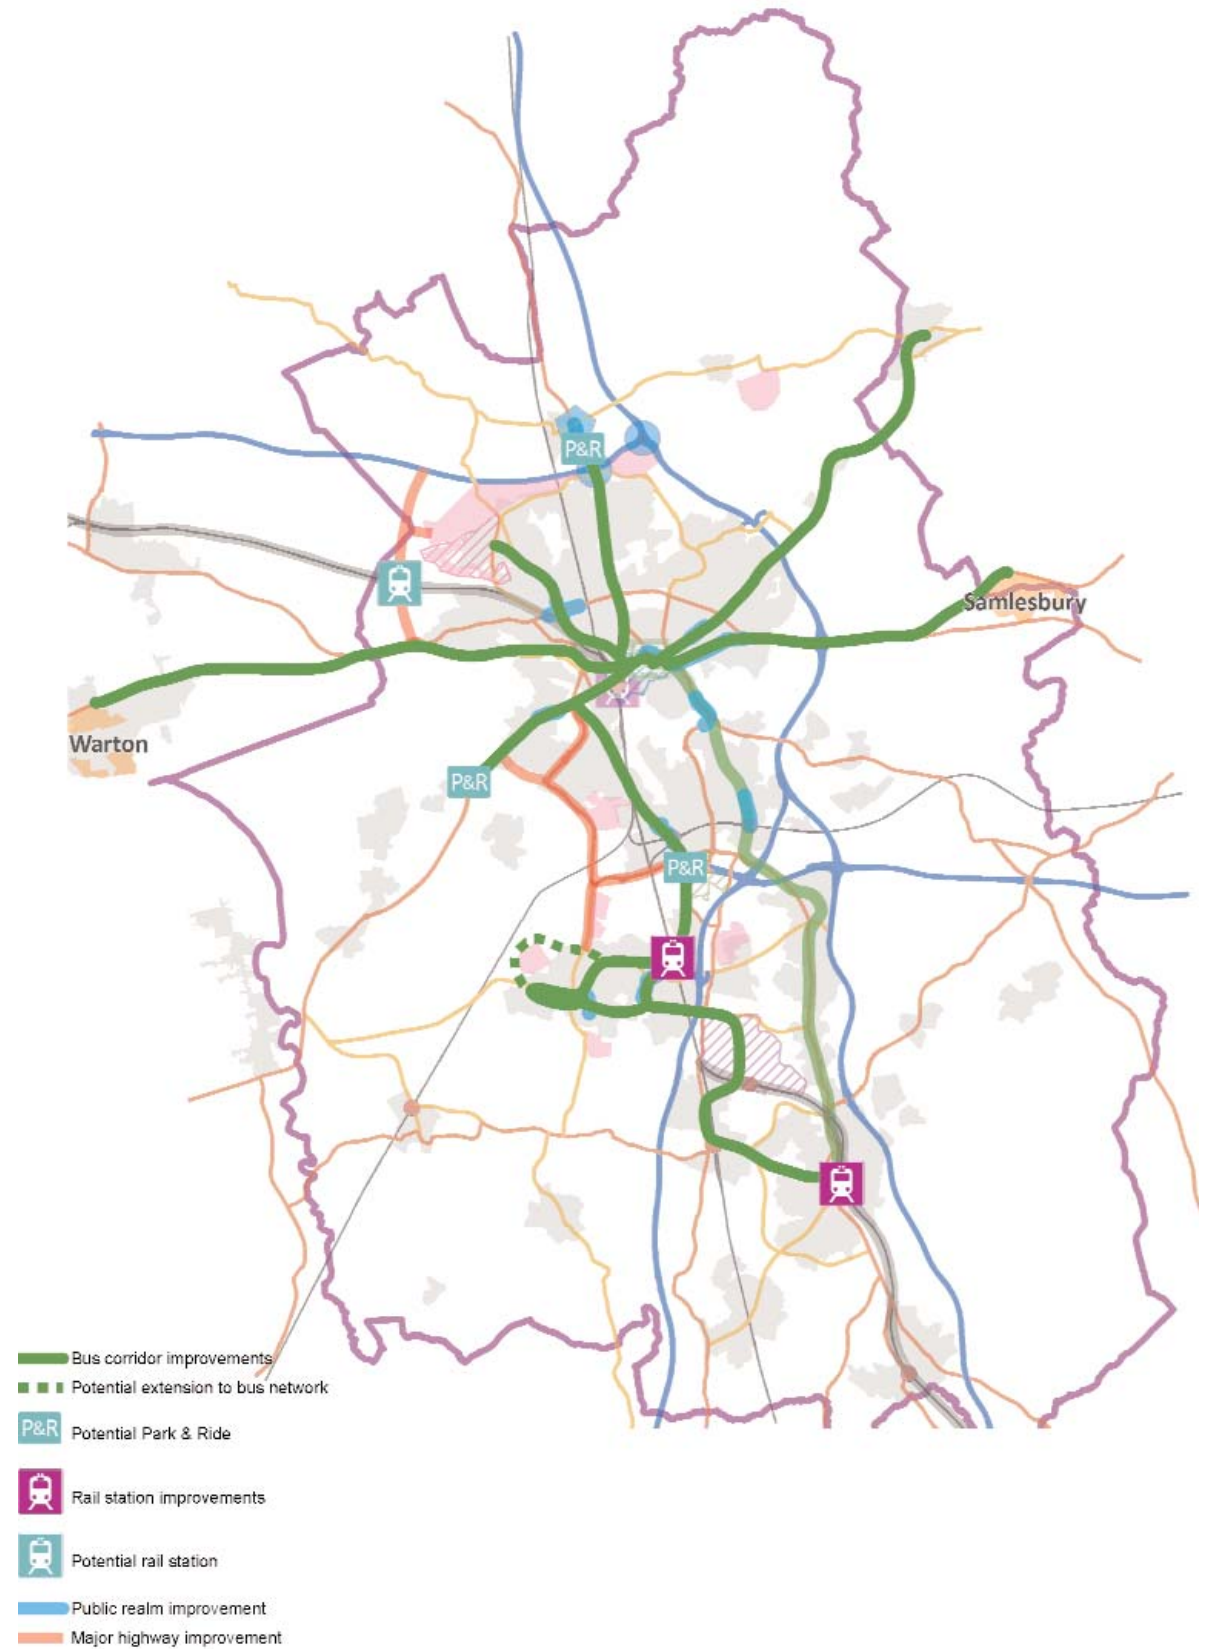 P&R
Samlesbury
Warton
P&R
P&R
Bus corridor improvements
Potential extension to bus network
P&R Potential Park & Ride
Rail station improvements
Potential rail station
Public realm improvement
Major highway improvement